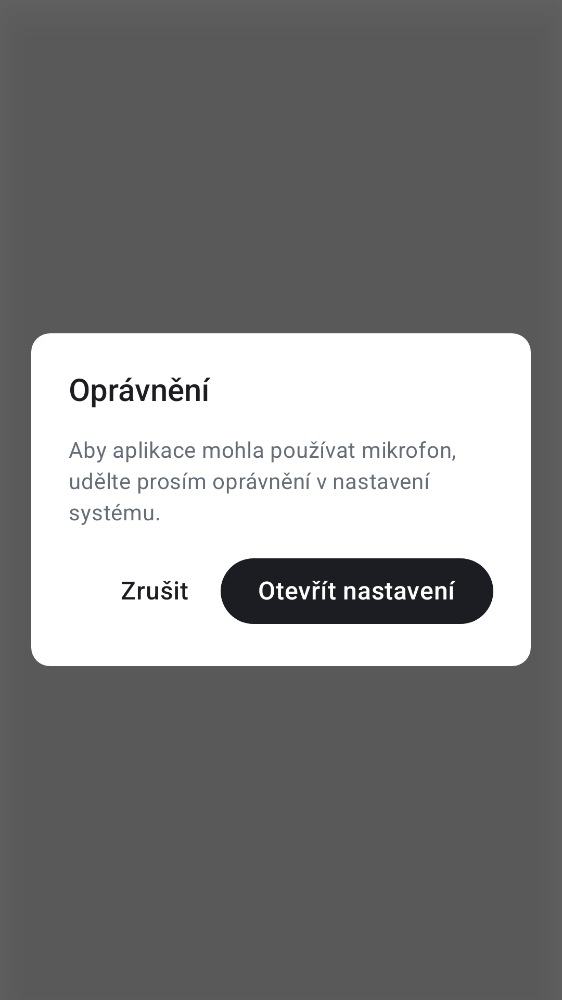 Oprávnění
Aby aplikace mohla používat mikrofon,
udělte prosím oprávnění v nastavení
systému.
Zrušit
Otevřít nastavení